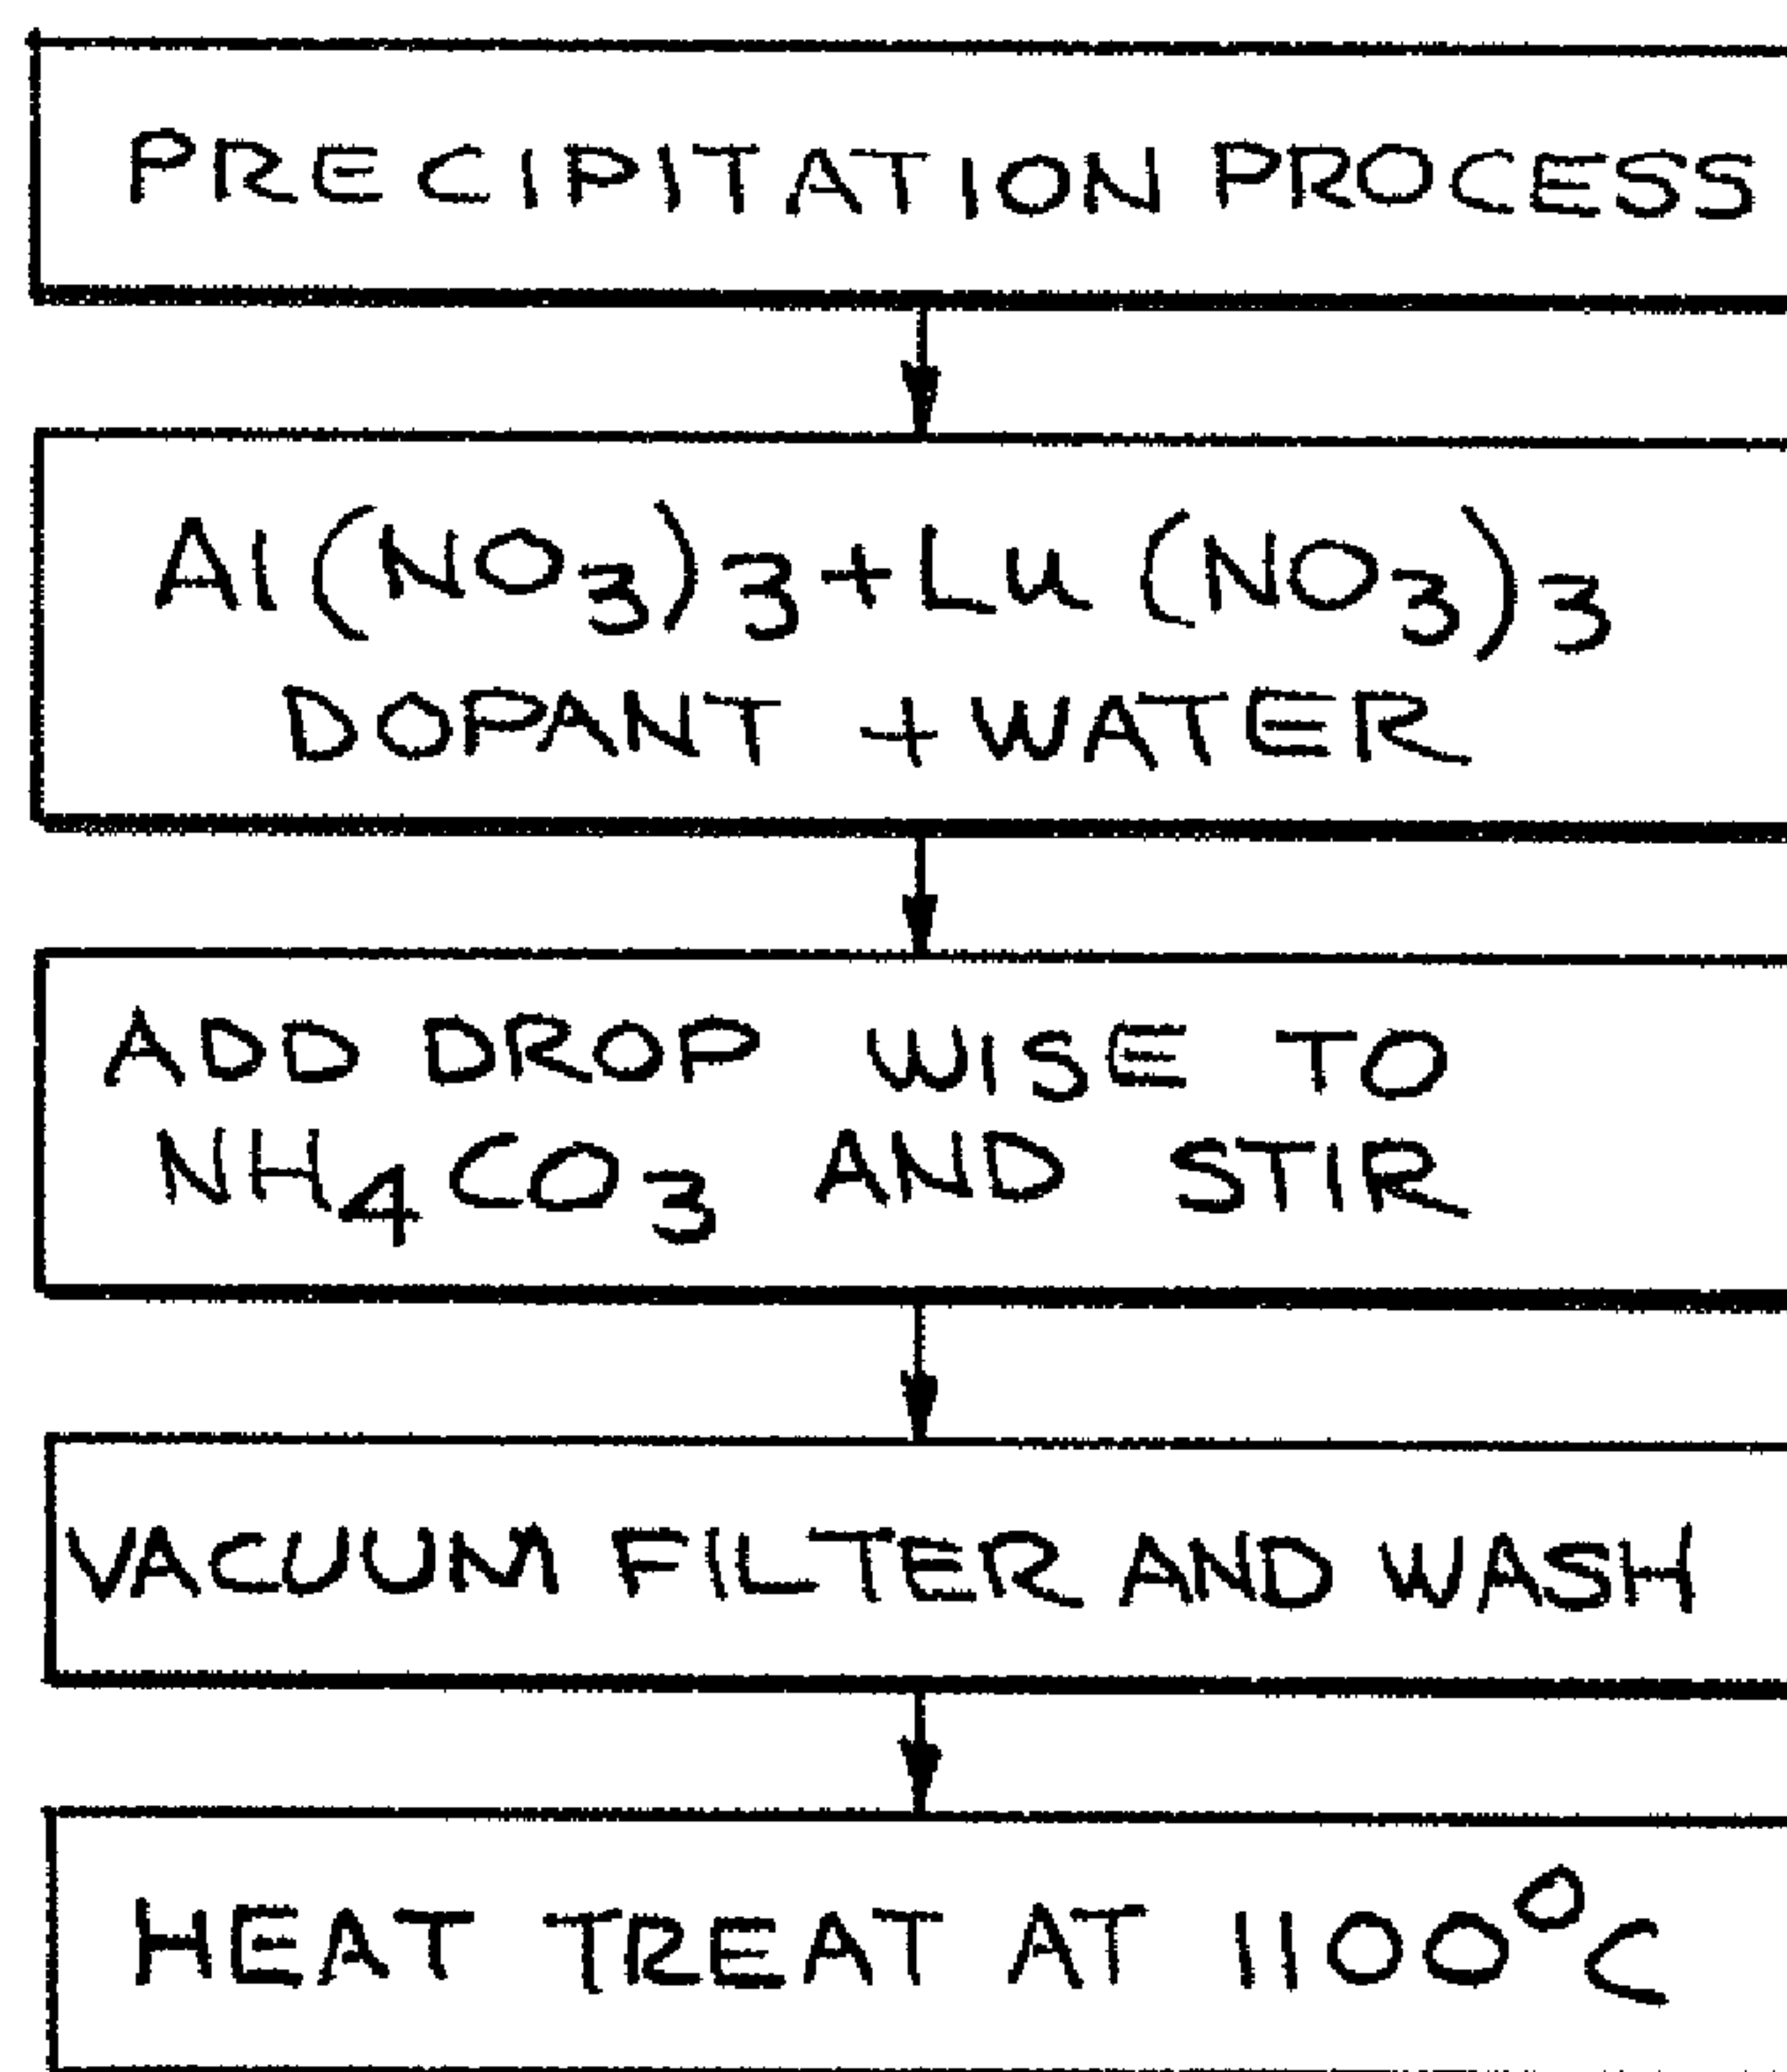 PRECIPITATION PROCESS
Al(NO₃)₃+Lu(NO₃)₃
DOPANT +WATER
ADD DROP WISE TO
NH₄CO₃ AND STIR
VACUUM FILTER AND WASH
HEAT TREAT AT 1100°C